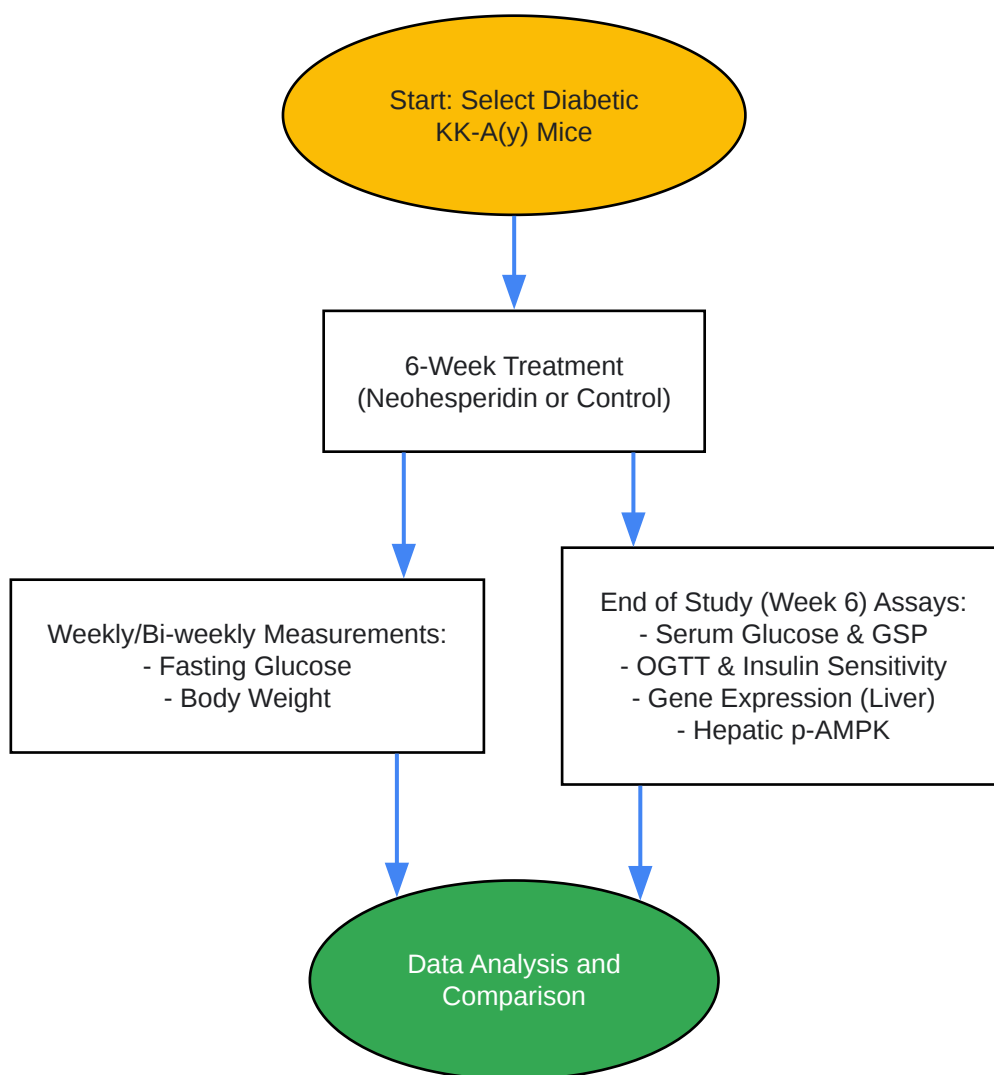 Start: Select Diabetic
KK-A(y) Mice
6-Week Treatment
(Neohesperidin or Control)
Weekly/Bi-weekly Measurements:
- Fasting Glucose
- Body Weight
End of Study (Week 6) Assays:
- Serum Glucose & GSP
- OGTT & Insulin Sensitivity
- Gene Expression (Liver)
- Hepatic p-AMPK
Data Analysis and
Comparison